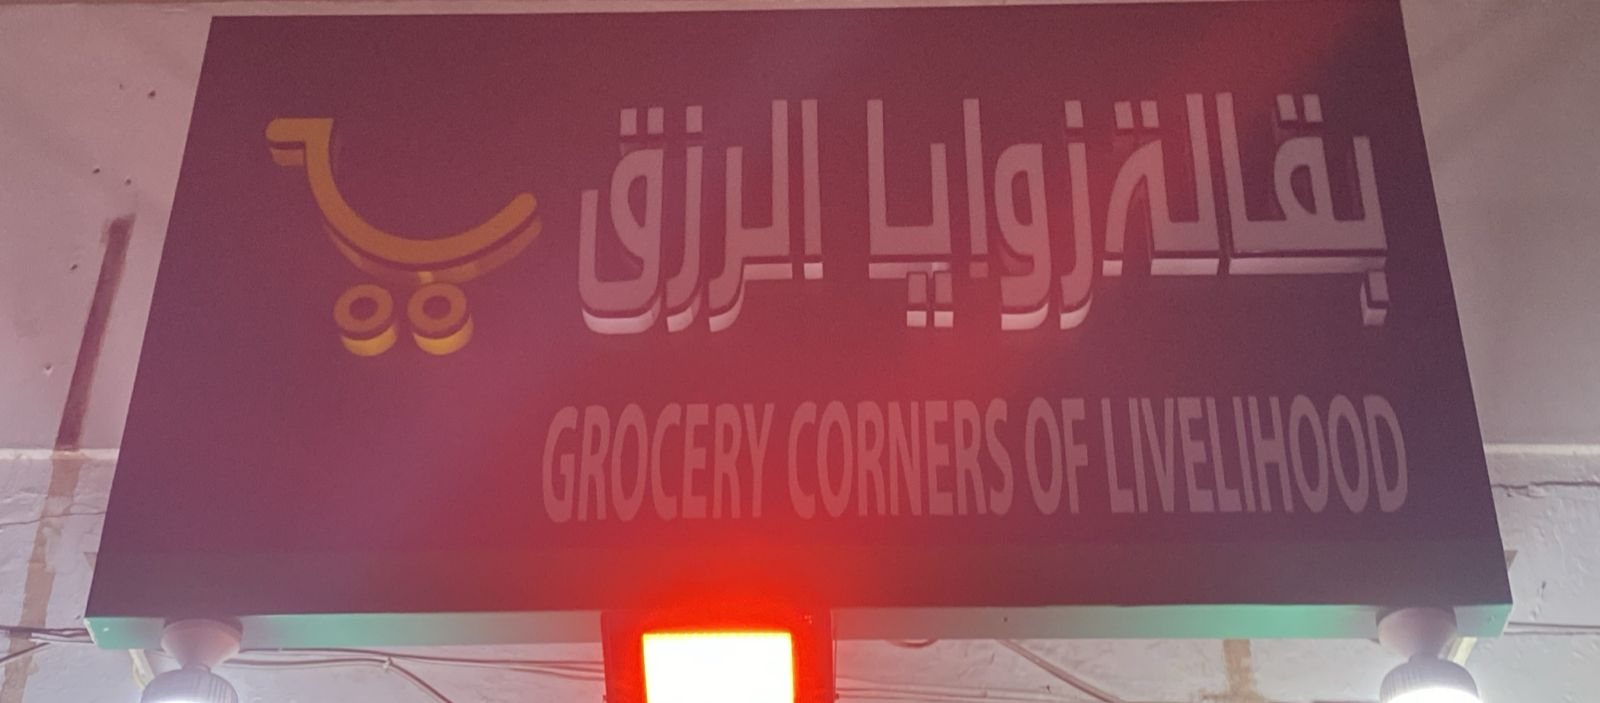 بقالة زوايا الرزق
GROCERY CORNERS OF LIVELIHOOD